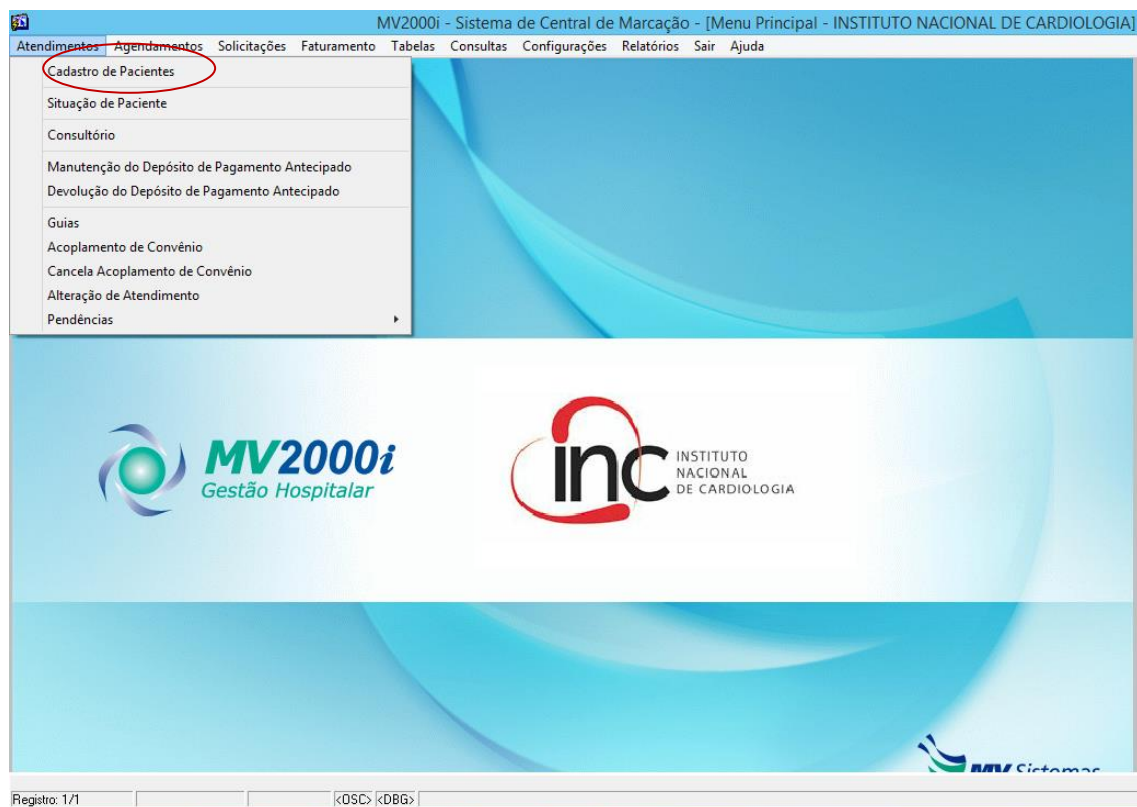 MV2000i - Sistema de Central de Marcação - [Menu Principal - INSTITUTO NACIONAL DE CARDIOLOGIA]
Atendimentos Agendamentos Solicitações Faturamento Tabelas Consultas Configurações Relatórios Sair Ajuda
Cadastro de Pacientes
Situação de Paciente
Consultório
Manutenção do Depósito de Pagamento Antecipado
Devolução do Depósito de Pagamento Antecipado
Guias
Acoplamento de Convênio
Cancela Acoplamento de Convênio
Alteração de Atendimento
Pendências
MV2000i
Gestão Hospitalar
inc
INSTITUTO
NACIONAL
DE CARDIOLOGIA
MV Sistemas
Registro: 1/1 <OSC> <DBG>